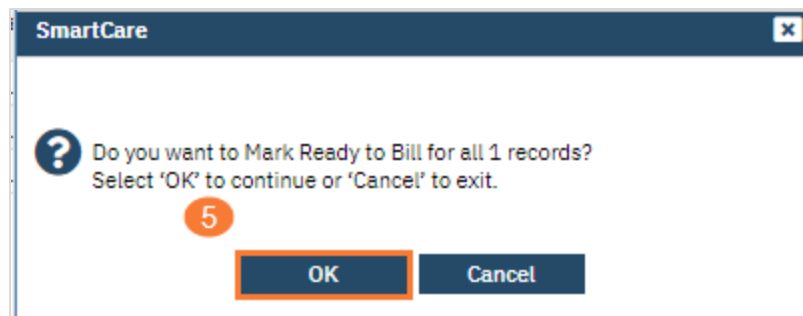 SmartCare
?
Do you want to Mark Ready to Bill for all 1 records?
Select ‘OK’ to continue or ‘Cancel’ to exit.
5
OK Cancel